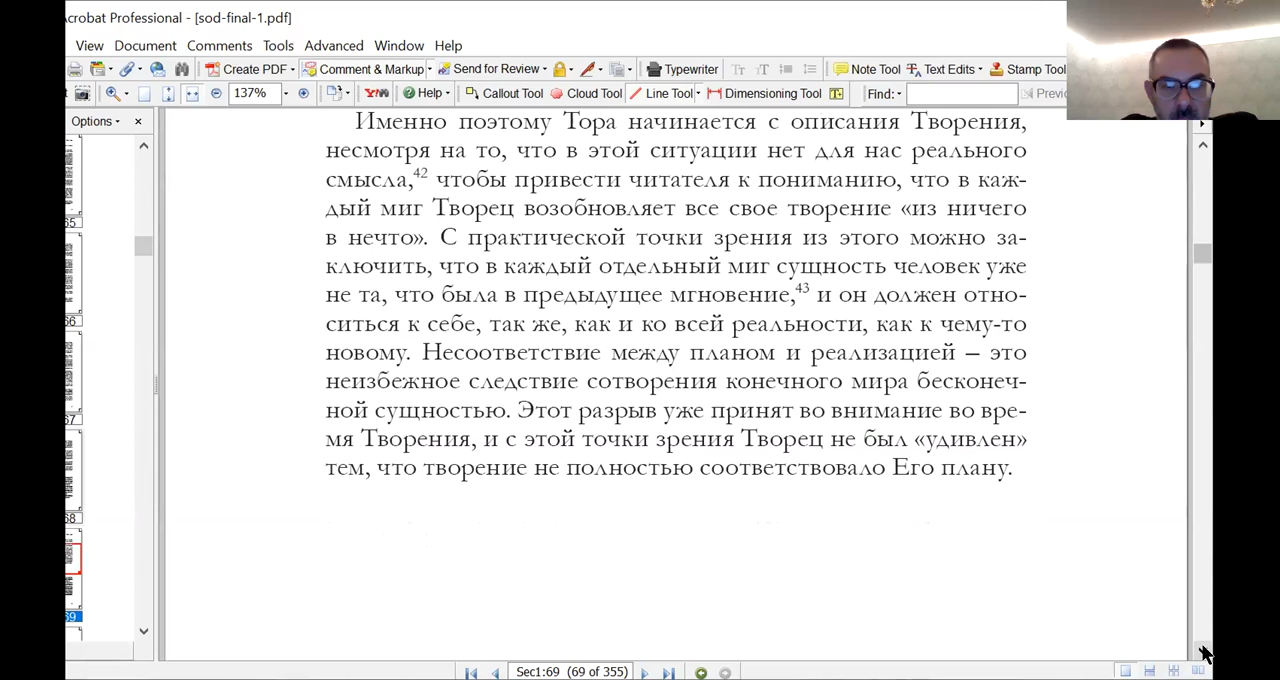 Acrobat Professional - [sod-final-1.pdf]
View Document Comments Tools Advanced Window Help
Create PDF Comment & Markup Send for Review Typewriter Note Tool Text Edits Stamp Tool
137% Help Callout Tool Cloud Tool Line Tool Dimensioning Tool Find: Previ
Options
Именно поэтому Тора начинается с описания Творения,
несмотря на то, что в этой ситуации нет для нас реального
смысла,42 чтобы привести читателя к пониманию, что в каж-
дый миг Творец возобновляет все свое творение «из ничего
в нечто». С практической точки зрения из этого можно за-
ключить, что в каждый отдельный миг сущность человек уже
не та, что была в предыдущее мгновение,43 и он должен отно-
ситься к себе, так же, как и ко всей реальности, как к чему-то
новому. Несоответствие между планом и реализацией – это
неизбежное следствие сотворения конечного мира бесконеч-
ной сущностью. Этот разрыв уже принят во внимание во вре-
мя Творения, и с этой точки зрения Творец не был «удивлен»
тем, что творение не полностью соответствовало Его плану.
65
66
67
68
69
Sec1:69 (69 of 355)